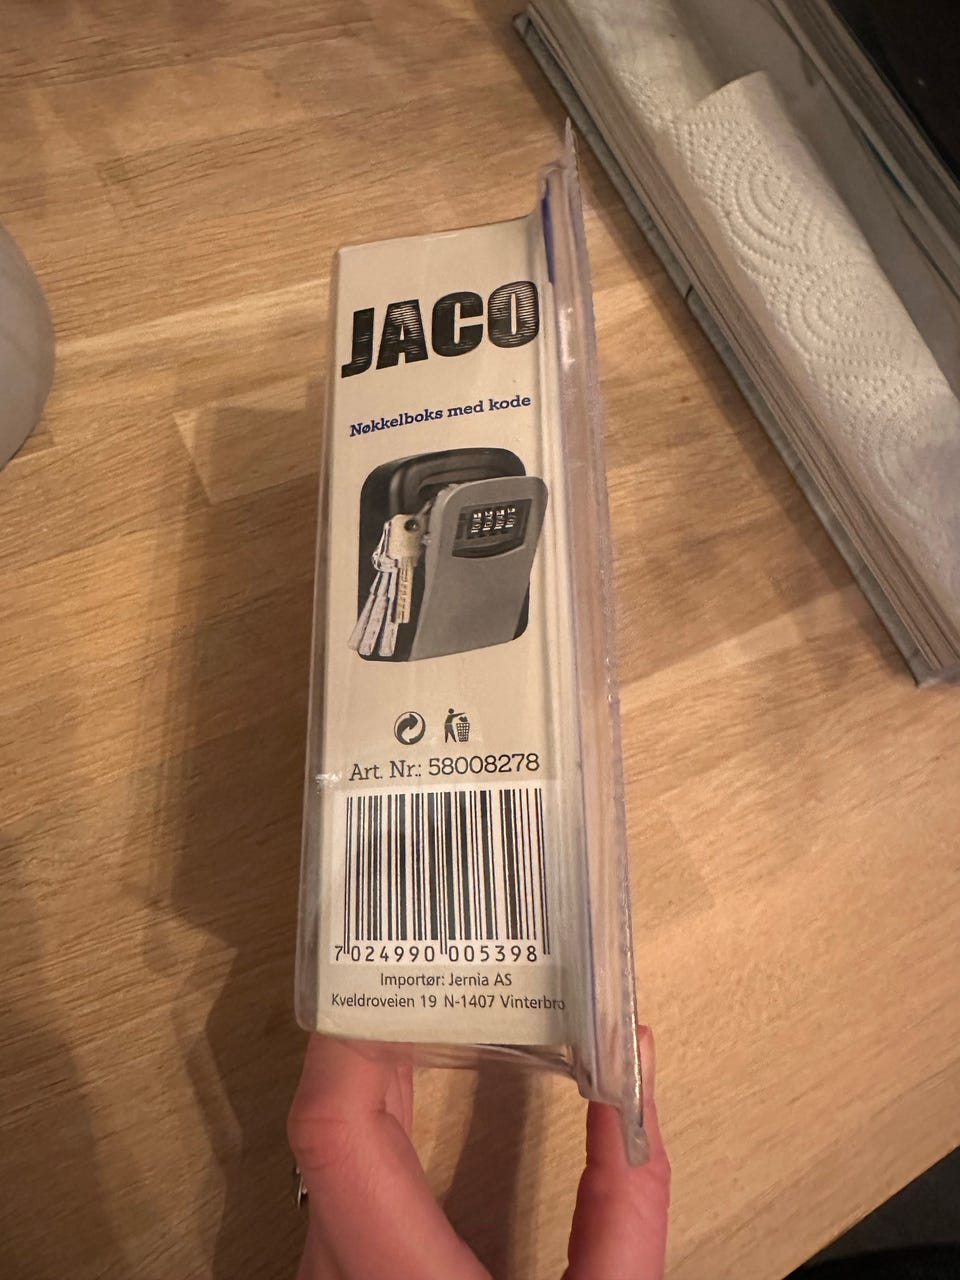 JACO
Nøkkelboks med kode
Art. Nr.: 58008278
7 024990 005398
Importør: Jernia AS
Kveldroveien 19 N-1407 Vinterbro